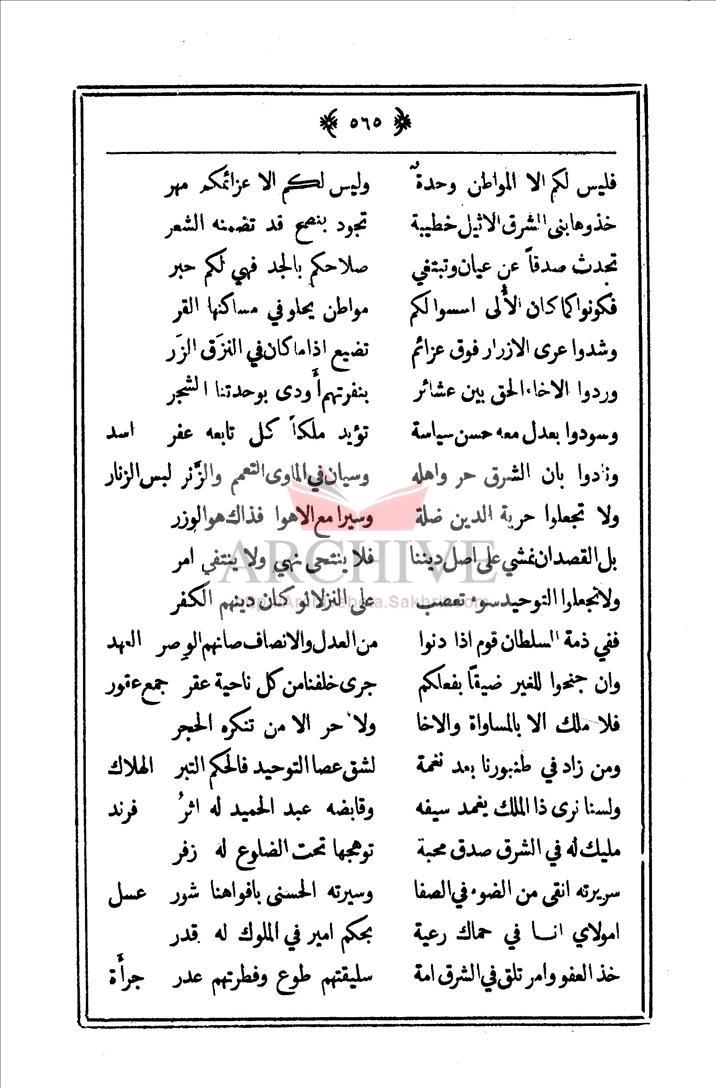 ﴿ ٥٦٥ ﴾
فليس لكم الا المواطن وحدةٌ وليس لكم الا عزائمكم مهر
خذوها بنى الشرق الاثيل خطيبة تجود بنصح قد تضمنه الشعر
تحدث صدقاً عن عيان وتبتغي صلاحكم بالجد فهي لكم حبر
فكونوا كما كان الأُلى اسسوا لكم مواطن يحلو في مساكنها القر
وشدوا عرى الازرار فوق عزائم تضيع اذا ما كان في النزَق الزَر
وردوا الاخاء الحق بين عشائر بنفرتهم أودى بوحدتنا الشجر
وسودوا بعدل معه حسن سياسة تؤيد ملكاً كل تابعه عفر اسد
ونادوا بان الشرق حر واهله وسيان في المأوى التعمم والزَّنر لبس الزنار
ولا تجعلوا حرية الدين ضلة وسيرا مع الاهوا فذاك هو الوزر
بل القصد ان نمشي على اصل ديننا فلا ينتحى نهي ولا ينتفي امر
ولا تجعلوا التوحيد سوء تعصب على النزلا لو كان دينهم الكفر
ففي ذمة السلطان قوم اذا دنوا من العدل والانصاف صانهم الوصر العهد
وان جنحوا للغير ضيقاً بفعلكم جرى خلفنا من كل ناحية عقر جمع عقور
فلا ملك الا بالمساواة والاخا ولا حر الا من تنكره الحجر
ومن زاد في طنبورنا بعد نغمة لشق عصا التوحيد فالحكم التبر الهلاك
ولسنا نرى ذا الملك يغمد سيفه وقابضه عبد الحميد له اثرُ فرند
مليك له في الشرق صدق محبة توهجها تحت الضلوع له زفر
سريرته انقى من الضوء في الصفا وسيرته الحسنى بافواهنا شور عسل
امولاي انا في حماك رعية بحكم امير في الملوك له قدر
خذ العفو وامر تلق في الشرق امة سليقتهم طوع وفطرتهم عدر جرأة
ARCHIVE